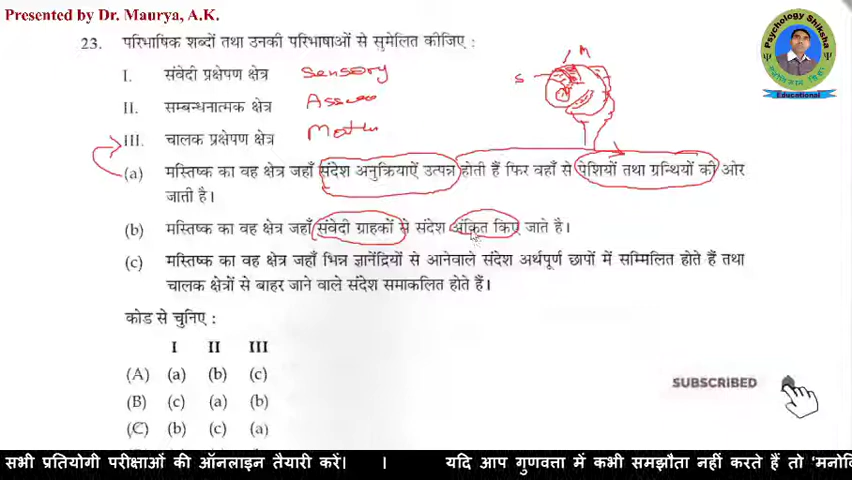 Presented by Dr. Maurya, A.K.
23. परिभाषिक शब्दों तथा उनकी परिभाषाओं से सुमेलित कीजिए :
I. संवेदी प्रक्षेपण क्षेत्र Sensory
II. सम्बन्धनात्मक क्षेत्र
III. चालक प्रक्षेपण क्षेत्र
M
S
(a) मस्तिष्क का वह क्षेत्र जहाँ संदेश अनुक्रियाऐं उत्पन्न होती हैं फिर वहाँ से पेशियों तथा ग्रन्थियों की ओर
जाती है।
(b) मस्तिष्क का वह क्षेत्र जहाँ संवेदी ग्राहकों से संदेश अंकित किए जाते है।
(c) मस्तिष्क का वह क्षेत्र जहाँ भिन्न ज्ञानेंद्रियों से आनेवाले संदेश अर्थपूर्ण छापों में सम्मिलित होते हैं तथा
चालक क्षेत्रों से बाहर जाने वाले संदेश समाकलित होते हैं।
कोड से चुनिए :
I II III
(A) (a) (b) (c)
(B) (c) (a) (b)
(C) (b) (c) (a)
Psychology Shiksha
मनोविज्ञान शिक्षा
Educational
SUBSCRIBED
सभी प्रतियोगी परीक्षाओं की ऑनलाइन तैयारी करें। । यदि आप गुणवत्ता में कभी समझौता नहीं करते हैं तो 'मनोवि